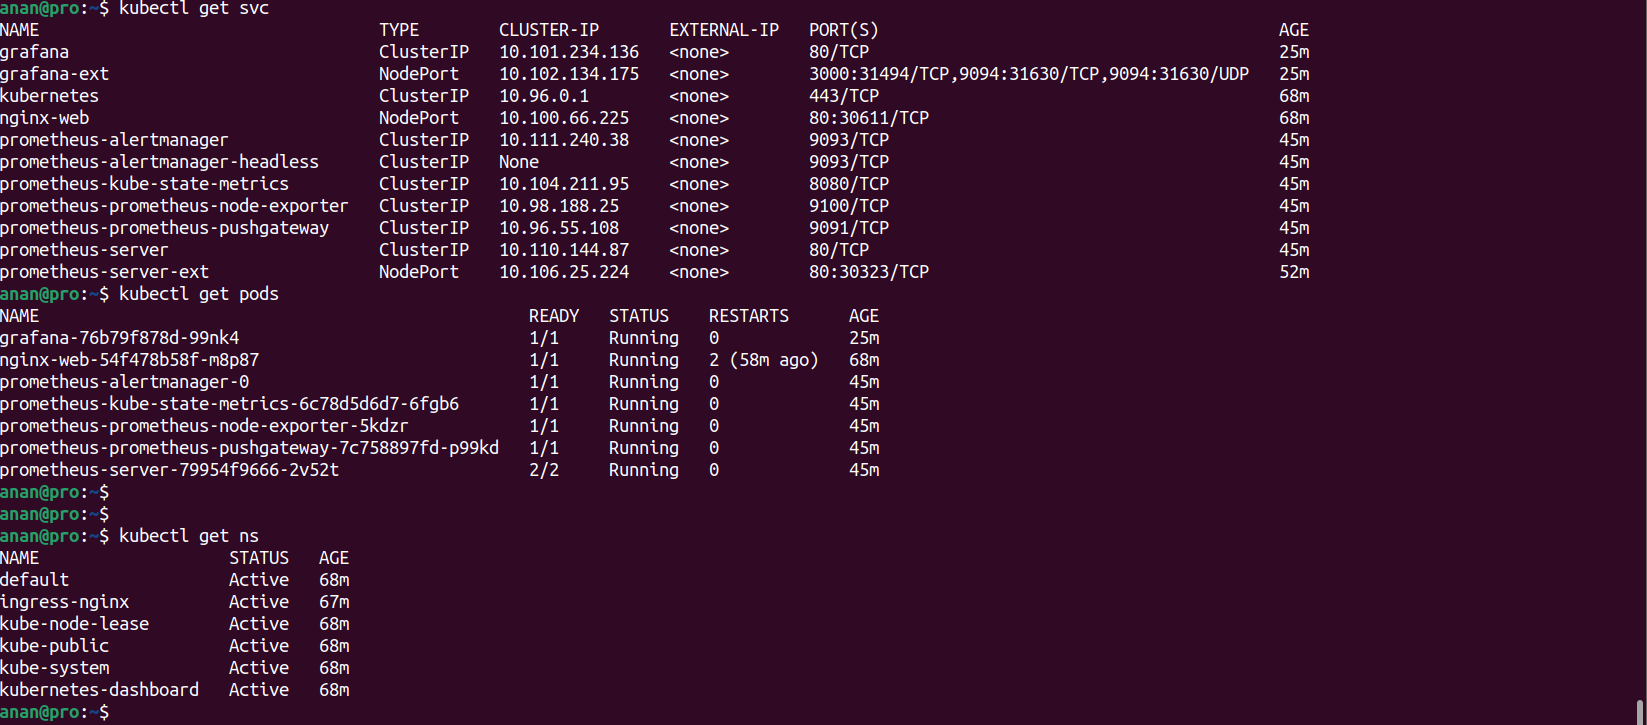 anan@pro:~$ kubectl get svc
NAME TYPE CLUSTER-IP EXTERNAL-IP PORT(S) AGE
grafana ClusterIP 10.101.234.136 <none> 80/TCP 25m
grafana-ext NodePort 10.102.134.175 <none> 3000:31494/TCP,9094:31630/TCP,9094:31630/UDP 25m
kubernetes ClusterIP 10.96.0.1 <none> 443/TCP 68m
nginx-web NodePort 10.100.66.225 <none> 80:30611/TCP 68m
prometheus-alertmanager ClusterIP 10.111.240.38 <none> 9093/TCP 45m
prometheus-alertmanager-headless ClusterIP None <none> 9093/TCP 45m
prometheus-kube-state-metrics ClusterIP 10.104.211.95 <none> 8080/TCP 45m
prometheus-prometheus-node-exporter ClusterIP 10.98.188.25 <none> 9100/TCP 45m
prometheus-prometheus-pushgateway ClusterIP 10.96.55.108 <none> 9091/TCP 45m
prometheus-server ClusterIP 10.110.144.87 <none> 80/TCP 45m
prometheus-server-ext NodePort 10.106.25.224 <none> 80:30323/TCP 52m
anan@pro:~$ kubectl get pods
NAME READY STATUS RESTARTS AGE
grafana-76b79f878d-99nk4 1/1 Running 0 25m
nginx-web-54f478b58f-m8p87 1/1 Running 2 (58m ago) 68m
prometheus-alertmanager-0 1/1 Running 0 45m
prometheus-kube-state-metrics-6c78d5d6d7-6fgb6 1/1 Running 0 45m
prometheus-prometheus-node-exporter-5kdzr 1/1 Running 0 45m
prometheus-prometheus-pushgateway-7c758897fd-p99kd 1/1 Running 0 45m
prometheus-server-79954f9666-2v52t 2/2 Running 0 45m
anan@pro:~$
anan@pro:~$
anan@pro:~$ kubectl get ns
NAME STATUS AGE
default Active 68m
ingress-nginx Active 67m
kube-node-lease Active 68m
kube-public Active 68m
kube-system Active 68m
kubernetes-dashboard Active 68m
anan@pro:~$